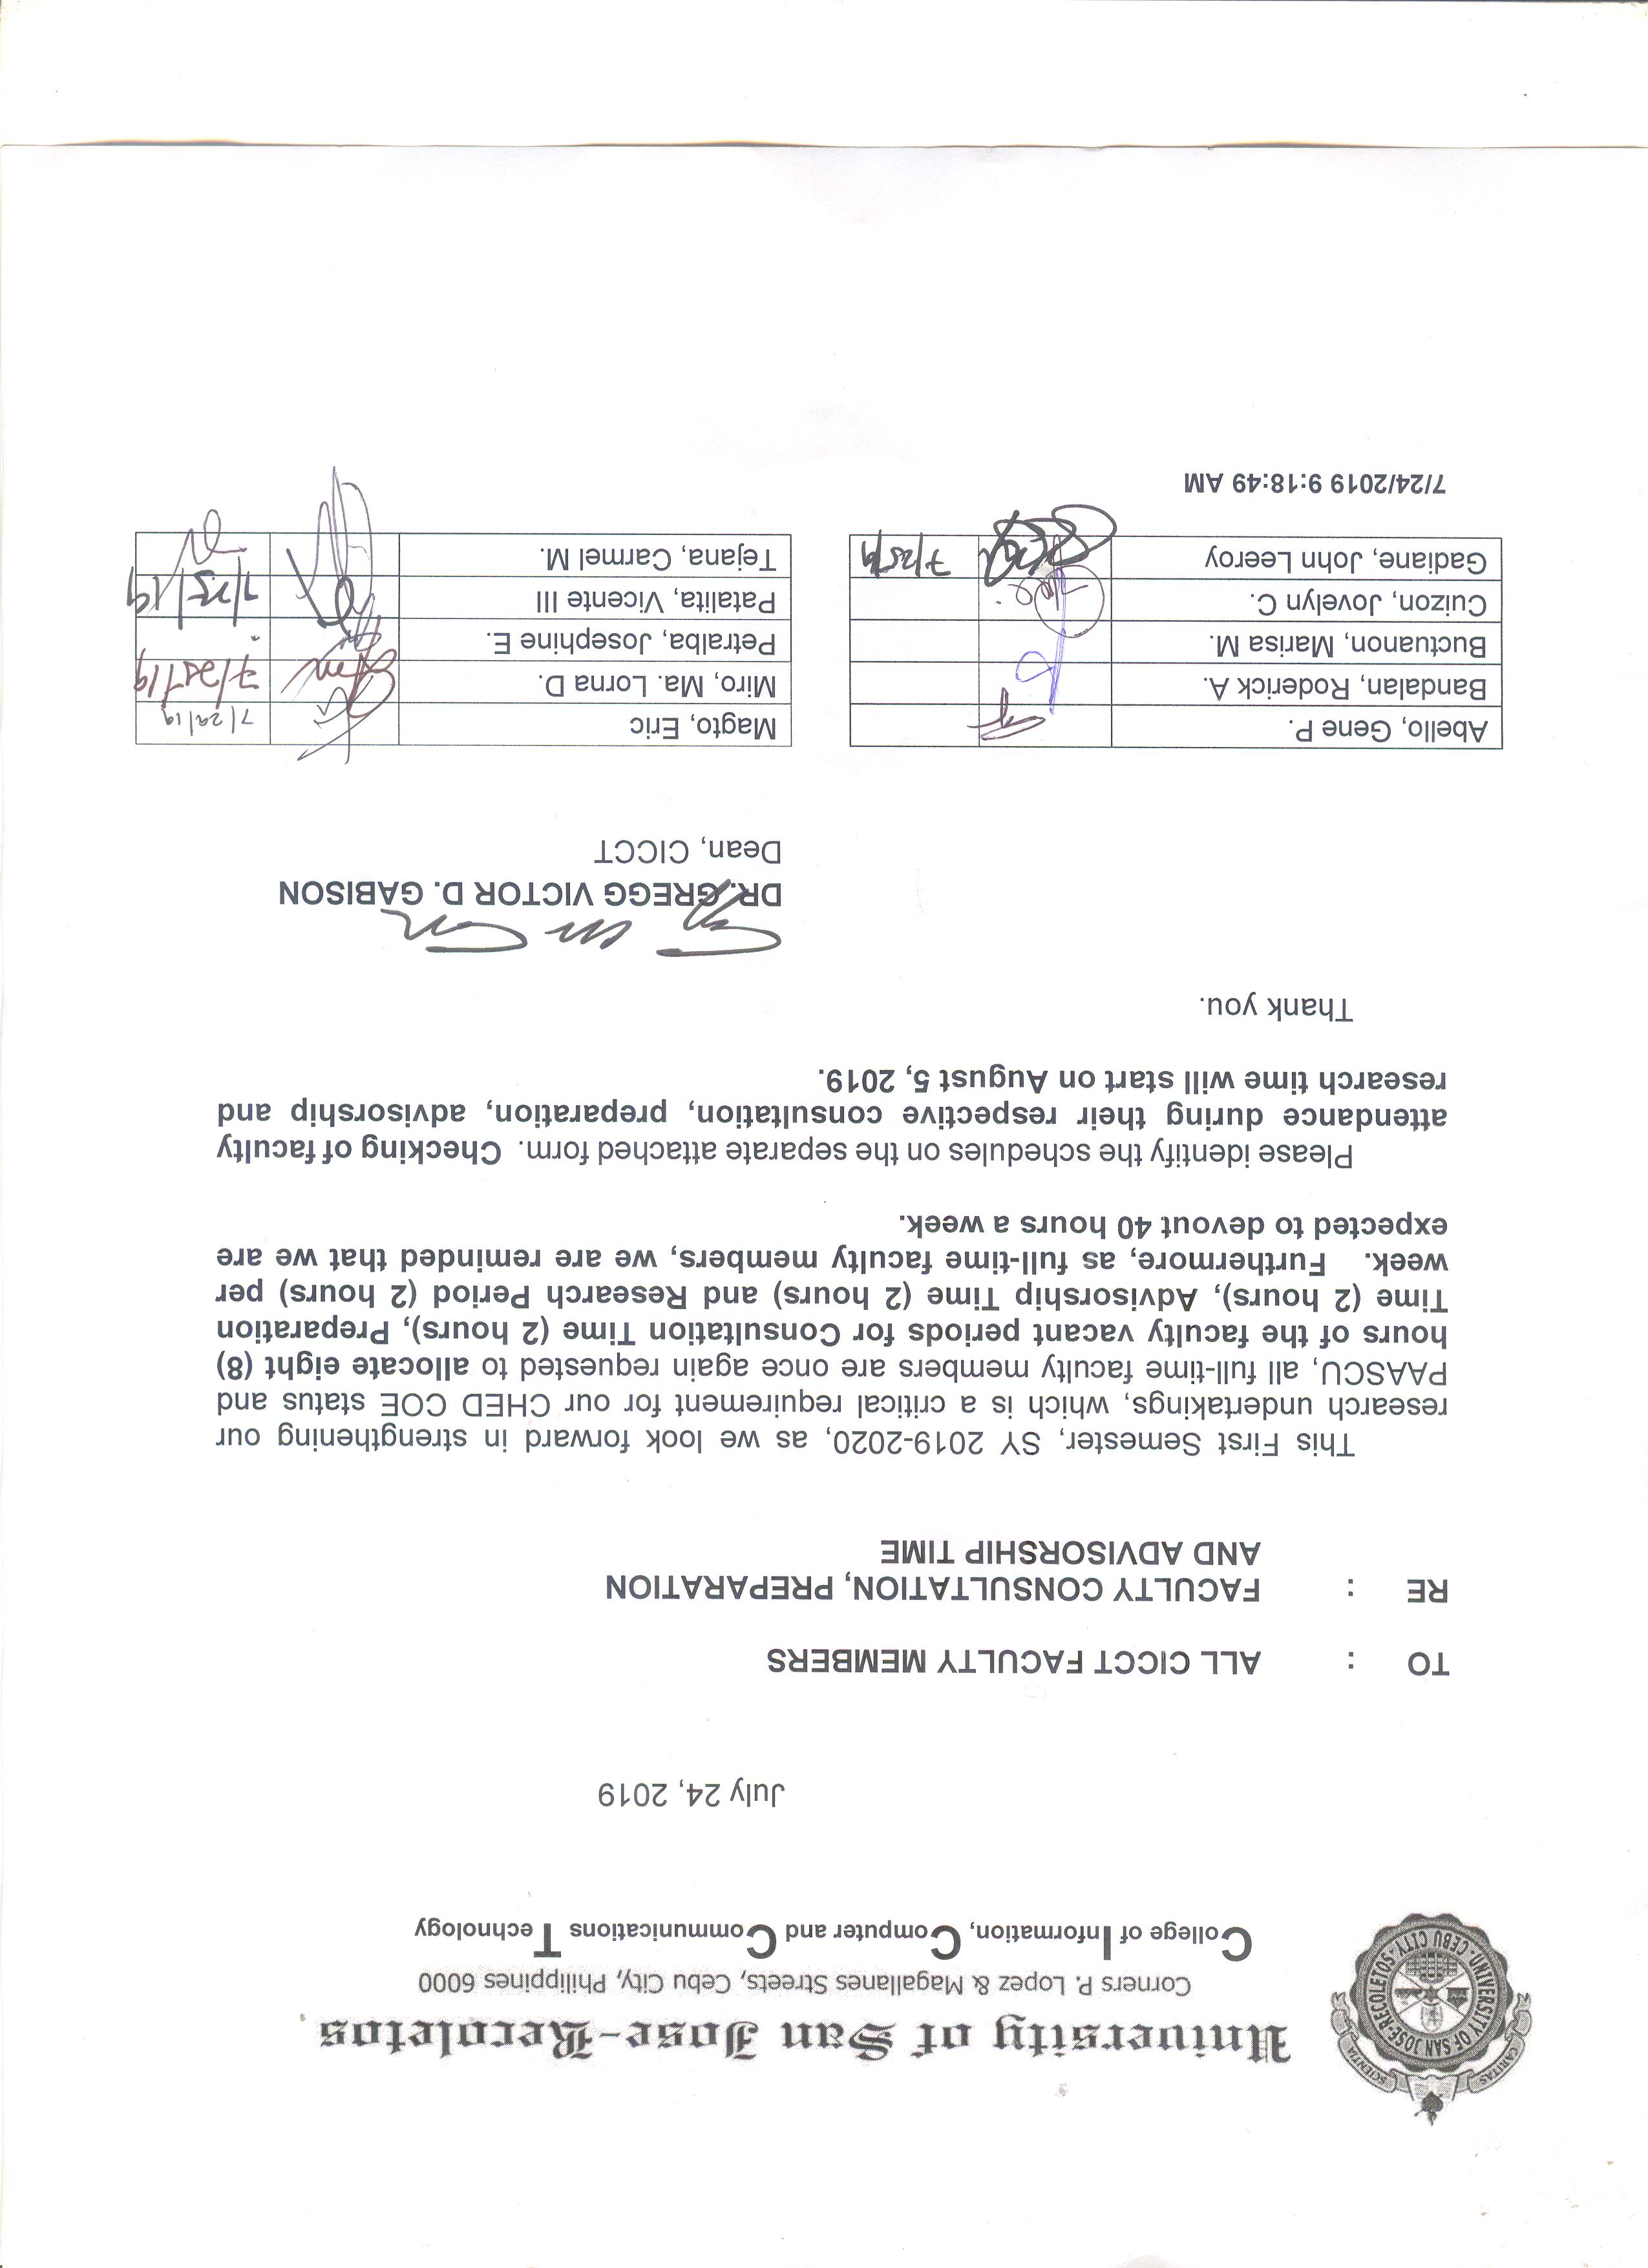 CARITAS SCIENTIA
UNIVERSITY OF SAN JOSE-RECOLETOS
CEBU CITY
University of San Jose-Recoletos
Corners P. Lopez & Magallanes Streets, Cebu City, Philippines 6000
College of Information, Computer and Communications Technology
July 24, 2019
TO : ALL CICCT FACULTY MEMBERS
RE : FACULTY CONSULTATION, PREPARATION
AND ADVISORSHIP TIME
This First Semester, SY 2019-2020, as we look forward in strengthening our
research undertakings, which is a critical requirement for our CHED COE status and
PAASCU, all full-time faculty members are once again requested to allocate eight (8)
hours of the faculty vacant periods for Consultation Time (2 hours), Preparation
Time (2 hours), Advisorship Time (2 hours) and Research Period (2 hours) per
week. Furthermore, as full-time faculty members, we are reminded that we are
expected to devout 40 hours a week.
Please identify the schedules on the separate attached form. Checking of faculty
attendance during their respective consultation, preparation, advisorship and
research time will start on August 5, 2019.
Thank you.
DR. GREGG VICTOR D. GABISON
Dean, CICCT
Abello, Gene P.
Bandalan, Roderick A.
Buctuanon, Marisa M.
Cuizon, Jovelyn C.
Gadiane, John Leeroy 7/25/19
Magto, Eric
Miro, Ma. Lorna D. 7/25/19
Petralba, Josephine E.
Patalita, Vicente III 7/25/19
Tejana, Carmel M.
7/24/2019 9:18:49 AM